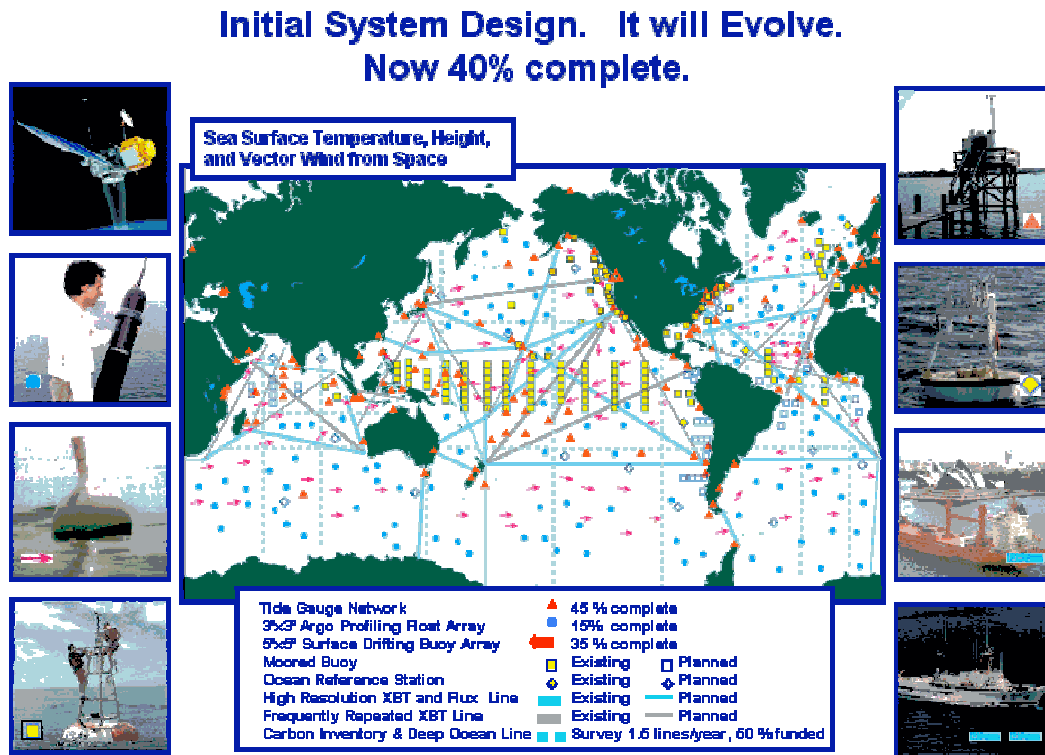 Initial System Design. It will Evolve.
Now 40% complete.
Sea Surface Temperature, Height,
and Vector Wind from Space
Tide Gauge Network 45 % complete
3°x3° Argo Profiling Float Array 15% complete
5°x5° Surface Drifting Buoy Array 35 % complete
Moored Buoy Existing Planned
Ocean Reference Station Existing Planned
High Resolution XBT and Flux Line Existing Planned
Frequently Repeated XBT Line Existing Planned
Carbon Inventory & Deep Ocean Line Survey 1.5 lines/year, 60 % funded